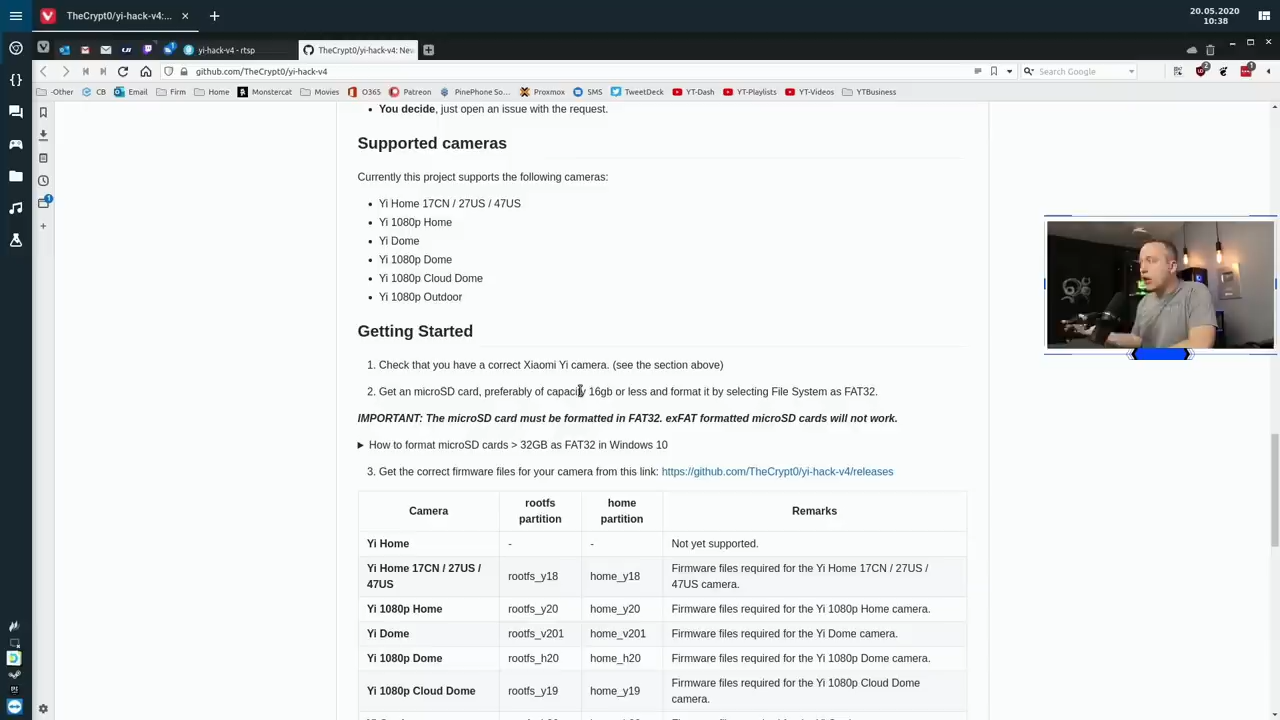 TheCrypt0/yi-hack-v4:...
20.05.2020
10:38
yi-hack-v4 - rtsp
TheCrypt0/yi-hack-v4: Nev
github.com/TheCrypt0/yi-hack-v4
Search Google
-Other CB Email Firm Home Monstercat Movies O365 Patreon PinePhone So... Proxmox SMS TweetDeck YT-Dash YT-Playlists YT-Videos YTBusiness
You decide, just open an issue with the request.
Supported cameras
Currently this project supports the following cameras:
Yi Home 17CN / 27US / 47US
Yi 1080p Home
Yi Dome
Yi 1080p Dome
Yi 1080p Cloud Dome
Yi 1080p Outdoor
Getting Started
1. Check that you have a correct Xiaomi Yi camera. (see the section above)
2. Get an microSD card, preferably of capacity 16gb or less and format it by selecting File System as FAT32.
IMPORTANT: The microSD card must be formatted in FAT32. exFAT formatted microSD cards will not work.
How to format microSD cards > 32GB as FAT32 in Windows 10
3. Get the correct firmware files for your camera from this link: https://github.com/TheCrypt0/yi-hack-v4/releases
Camera rootfs partition home partition Remarks
Yi Home - - Not yet supported.
Yi Home 17CN / 27US / 47US rootfs_y18 home_y18 Firmware files required for the Yi Home 17CN / 27US / 47US camera.
Yi 1080p Home rootfs_y20 home_y20 Firmware files required for the Yi 1080p Home camera.
Yi Dome rootfs_v201 home_v201 Firmware files required for the Yi Dome camera.
Yi 1080p Dome rootfs_h20 home_h20 Firmware files required for the Yi 1080p Dome camera.
Yi 1080p Cloud Dome rootfs_y19 home_y19 Firmware files required for the Yi 1080p Cloud Dome camera.